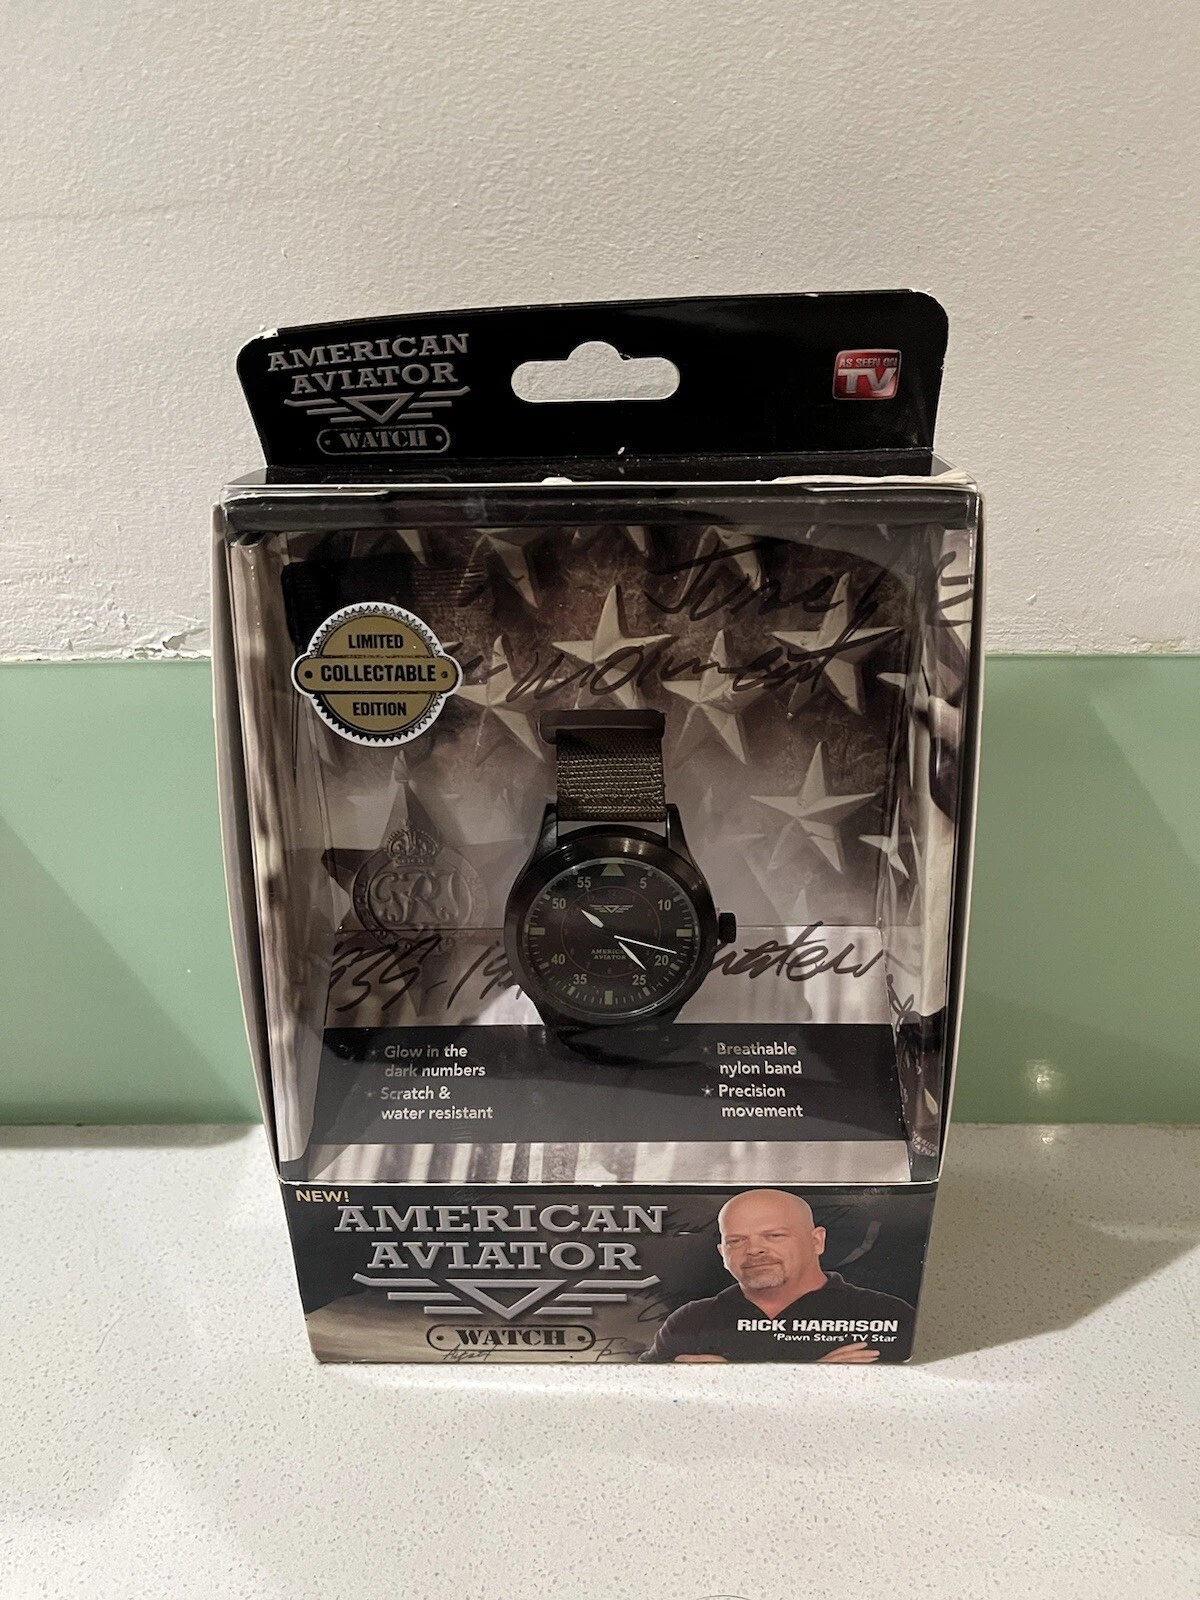 AMERICAN
AVIATOR
WATCH
AS SEEN ON
TV
LIMITED
COLLECTABLE
EDITION
June
moment
55 5
50 10
AMERICAN
AVIATOR
40 20
35 25
Glow in the
dark numbers
Scratch &
water resistant
Breathable
nylon band
Precision
movement
NEW!
AMERICAN
AVIATOR
WATCH
RICK HARRISON
'Pawn Stars' TV Star